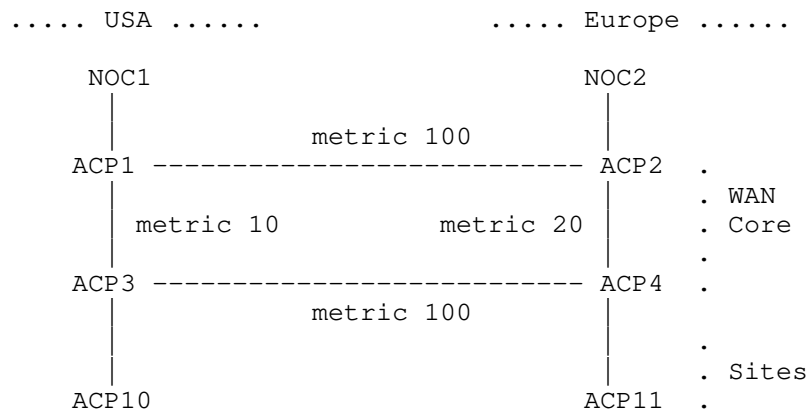 ..... USA ...... ..... Europe ......
NOC1 NOC2
metric 100
ACP1 --------------------------- ACP2 .
. WAN
metric 10 metric 20 . Core
.
ACP3 --------------------------- ACP4 .
metric 100
.
. Sites
ACP10 ACP11 .